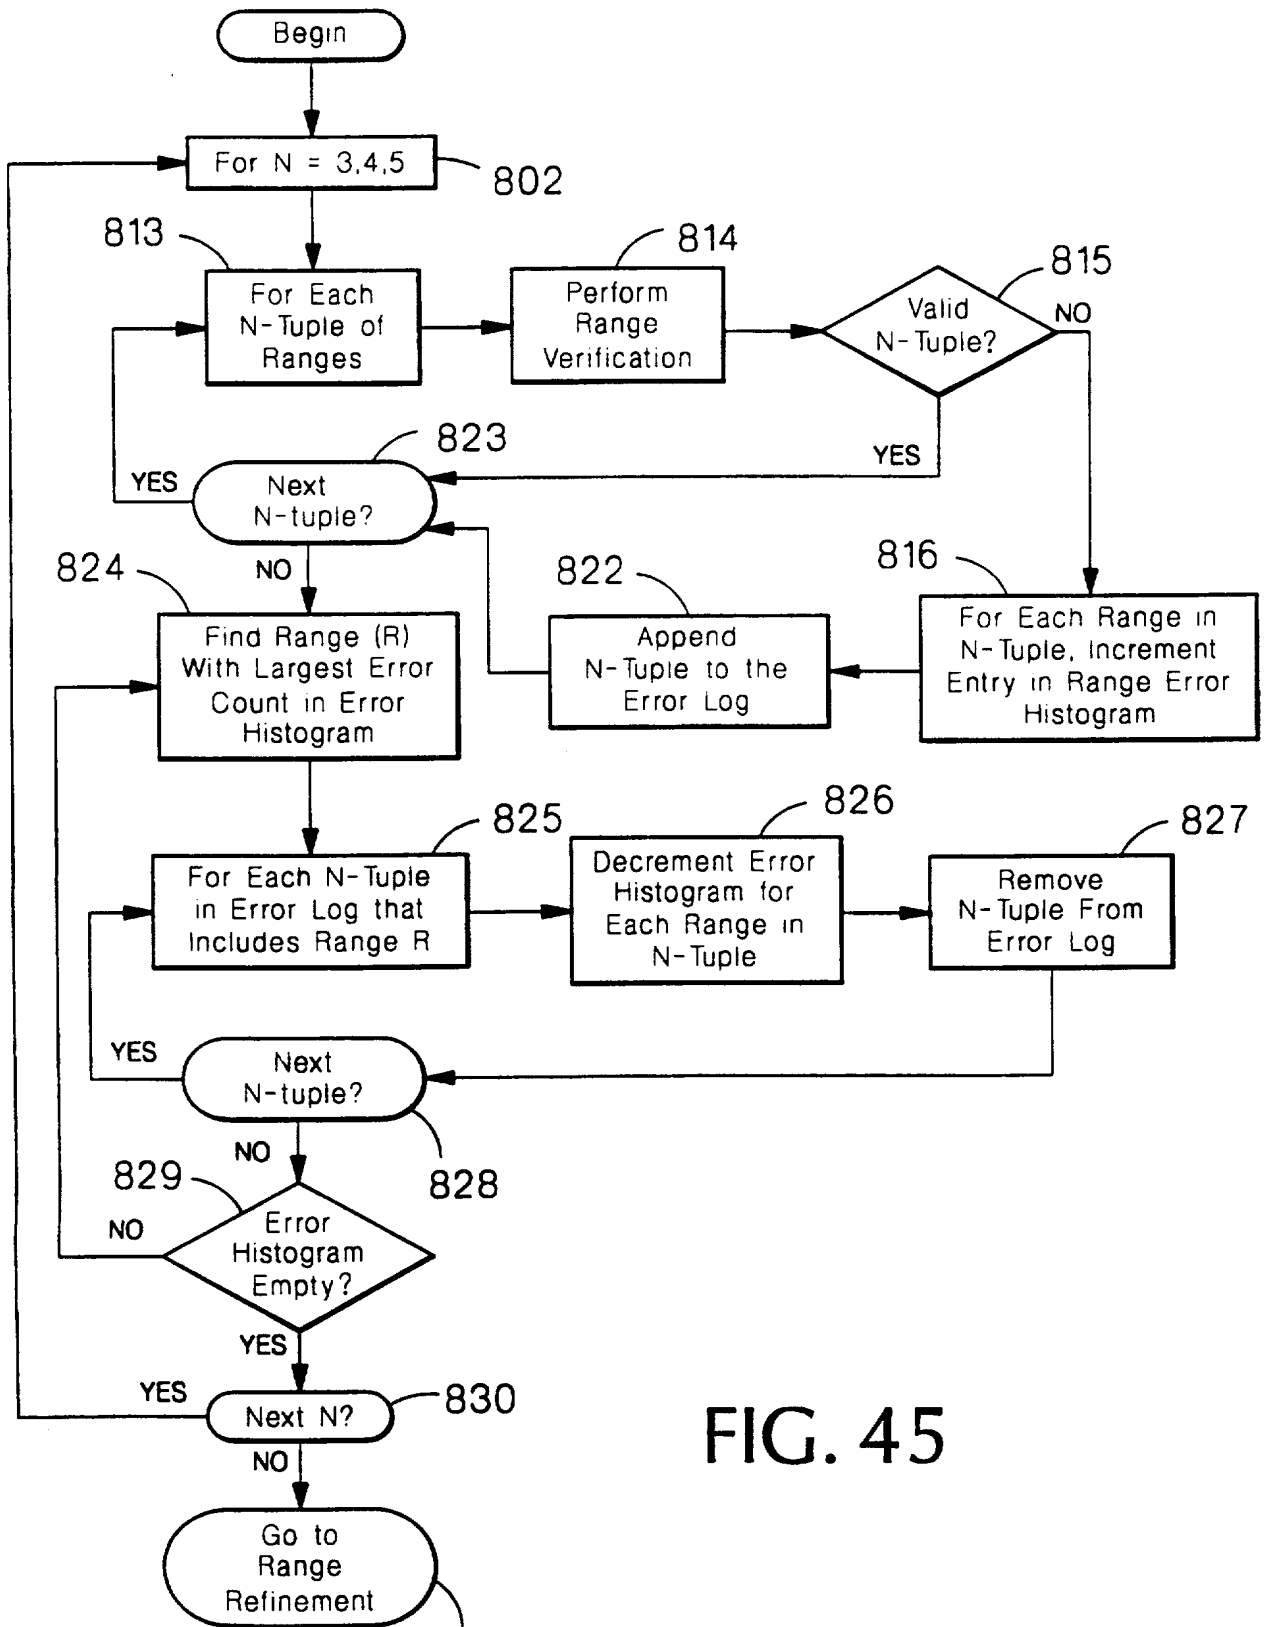 Begin
For N = 3,4,5
802
813
For Each
N-Tuple of
Ranges
814
Perform
Range
Verification
815
Valid
N-Tuple?
NO
YES
823
Next
N-tuple?
YES
NO
816
For Each Range in
N-Tuple, Increment
Entry in Range Error
Histogram
822
Append
N-Tuple to the
Error Log
824
Find Range (R)
With Largest Error
Count in Error
Histogram
825
For Each N-Tuple
in Error Log that
Includes Range R
826
Decrement Error
Histogram for
Each Range in
N-Tuple
827
Remove
N-Tuple From
Error Log
YES
Next
N-tuple?
828
NO
829
Error
Histogram
Empty?
NO
YES
YES
Next N?
830
NO
Go to
Range
Refinement
FIG. 45